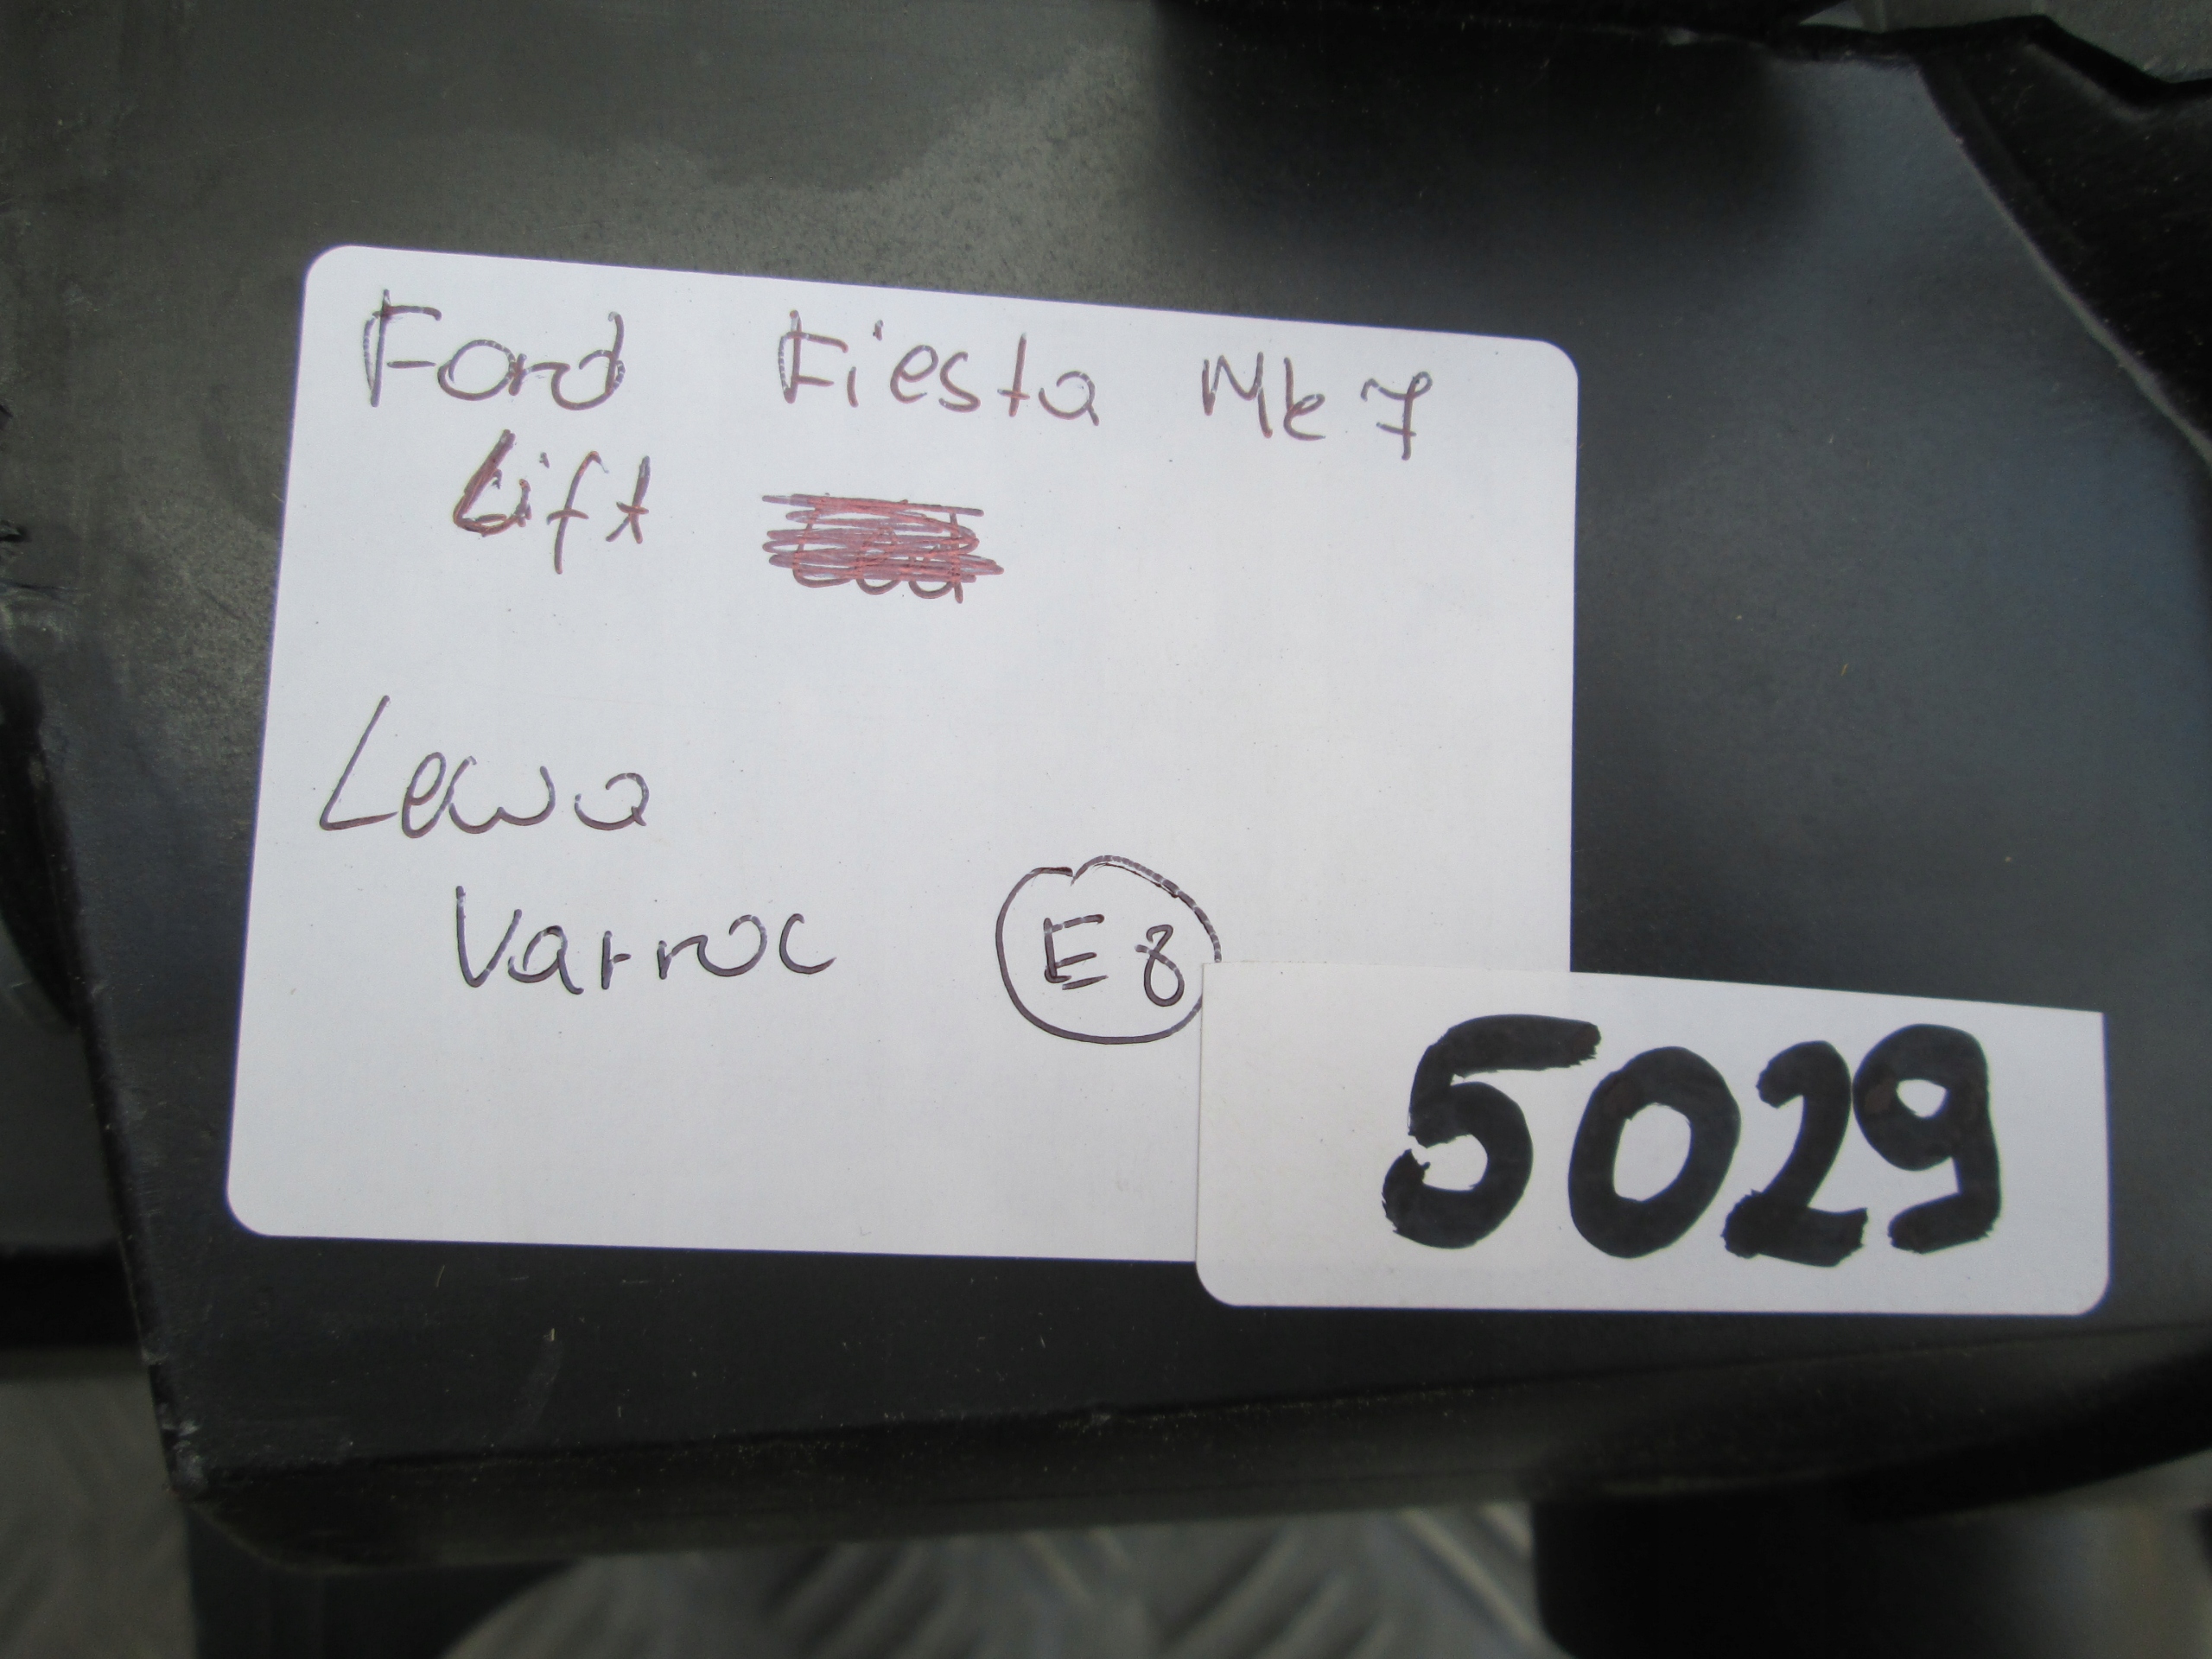 Ford Fiesta Mk7
Lift
Lewa
Varroc E8
5029